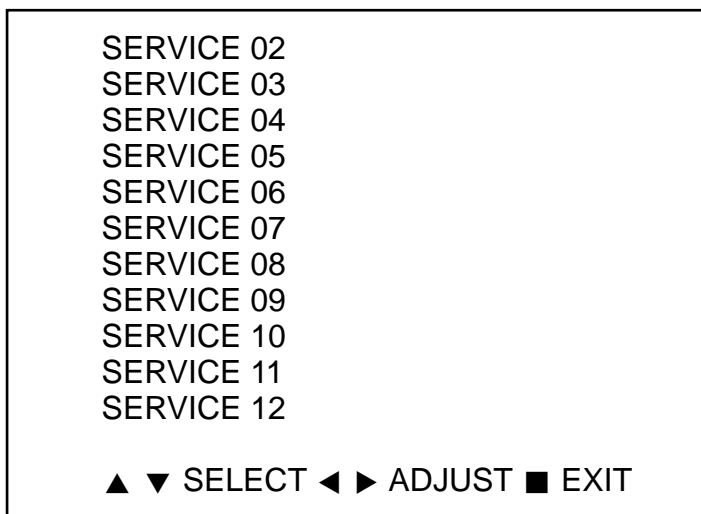 SERVICE 02
SERVICE 03
SERVICE 04
SERVICE 05
SERVICE 06
SERVICE 07
SERVICE 08
SERVICE 09
SERVICE 10
SERVICE 11
SERVICE 12
▲ ▼ SELECT ◀ ▶ ADJUST ■ EXIT